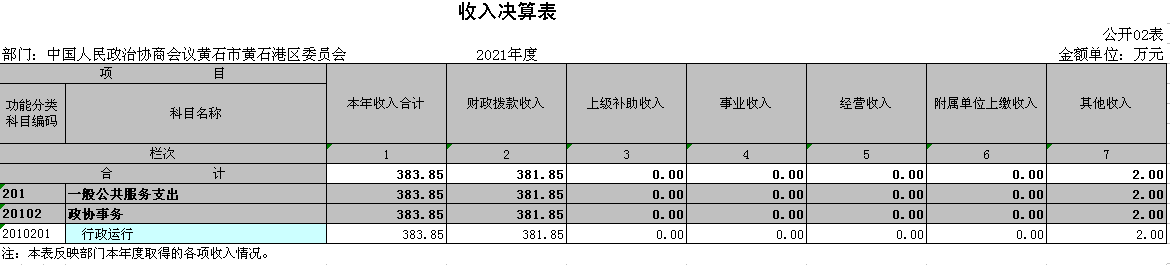 收入决算表
公开02表
部门：中国人民政治协商会议黄石市黄石港区委员会 2021年度 金额单位：万元
项 目 本年收入合计 财政拨款收入 上级补助收入 事业收入 经营收入 附属单位上缴收入 其他收入
功能分类科目编码 科目名称
栏次 1 2 3 4 5 6 7
合 计 383.85 381.85 0.00 0.00 0.00 0.00 2.00
201 一般公共服务支出 383.85 381.85 0.00 0.00 0.00 0.00 2.00
20102 政协事务 383.85 381.85 0.00 0.00 0.00 0.00 2.00
2010201 行政运行 383.85 381.85 0.00 0.00 0.00 0.00 2.00
注：本表反映部门本年度取得的各项收入情况。